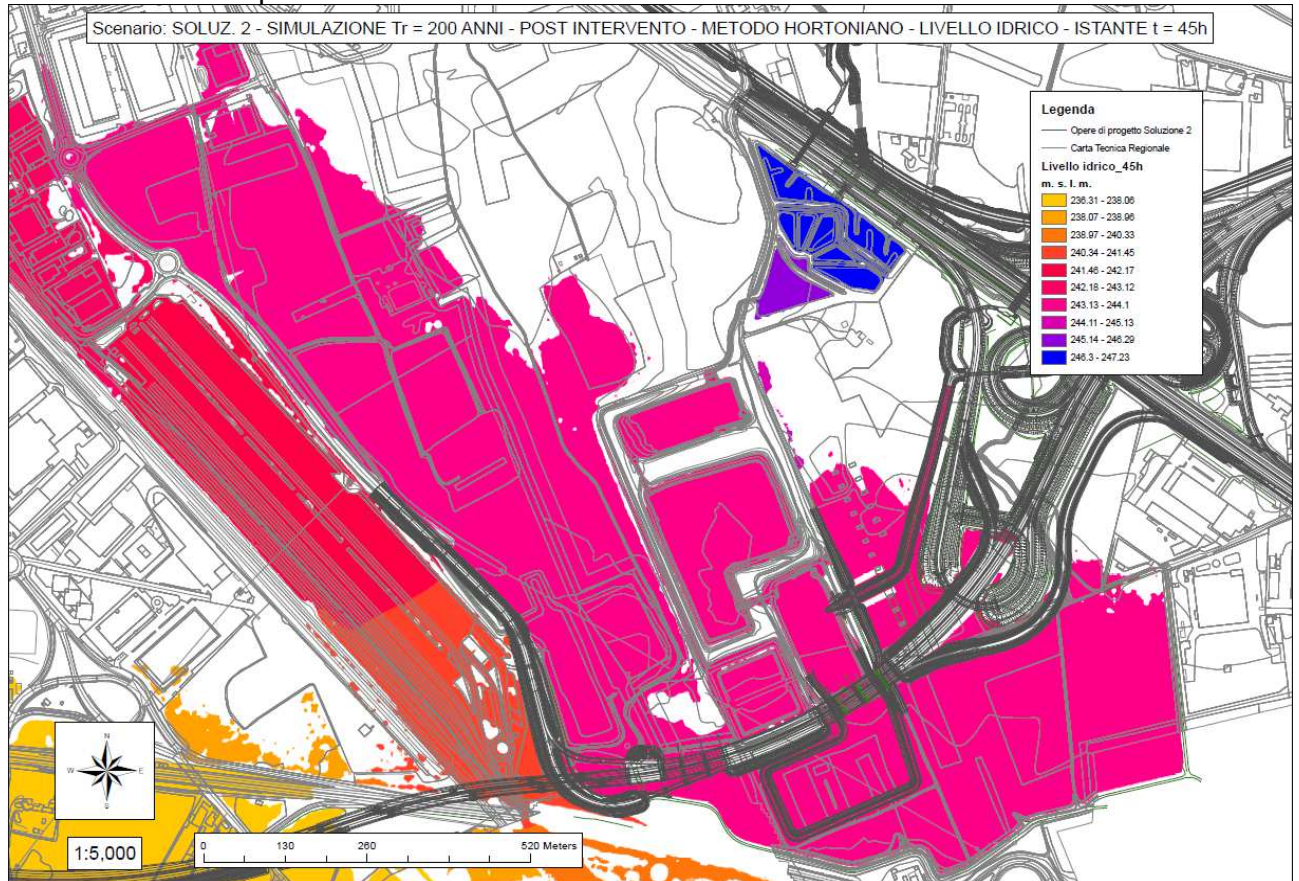 Scenario: SOLUZ. 2 - SIMULAZIONE Tr = 200 ANNI - POST INTERVENTO - METODO HORTONIANO - LIVELLO IDRICO - ISTANTE t = 45h
Legenda
Opere di progetto Soluzione 2
Carta Tecnica Regionale
Livello idrico_45h
m. s. l. m.
236.31 - 238.06
238.07 - 238.96
238.97 - 240.33
240.34 - 241.45
241.46 - 242.17
242.18 - 243.12
243.13 - 244.1
244.11 - 245.13
245.14 - 246.29
246.3 - 247.23
N
W E
S
1:5,000
0 130 260 520 Meters